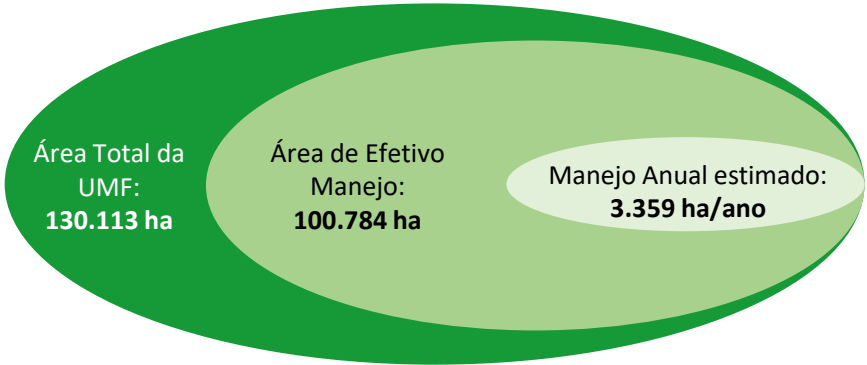 Área Total da
UMF:
130.113 ha
Área de Efetivo
Manejo:
100.784 ha
Manejo Anual estimado:
3.359 ha/ano